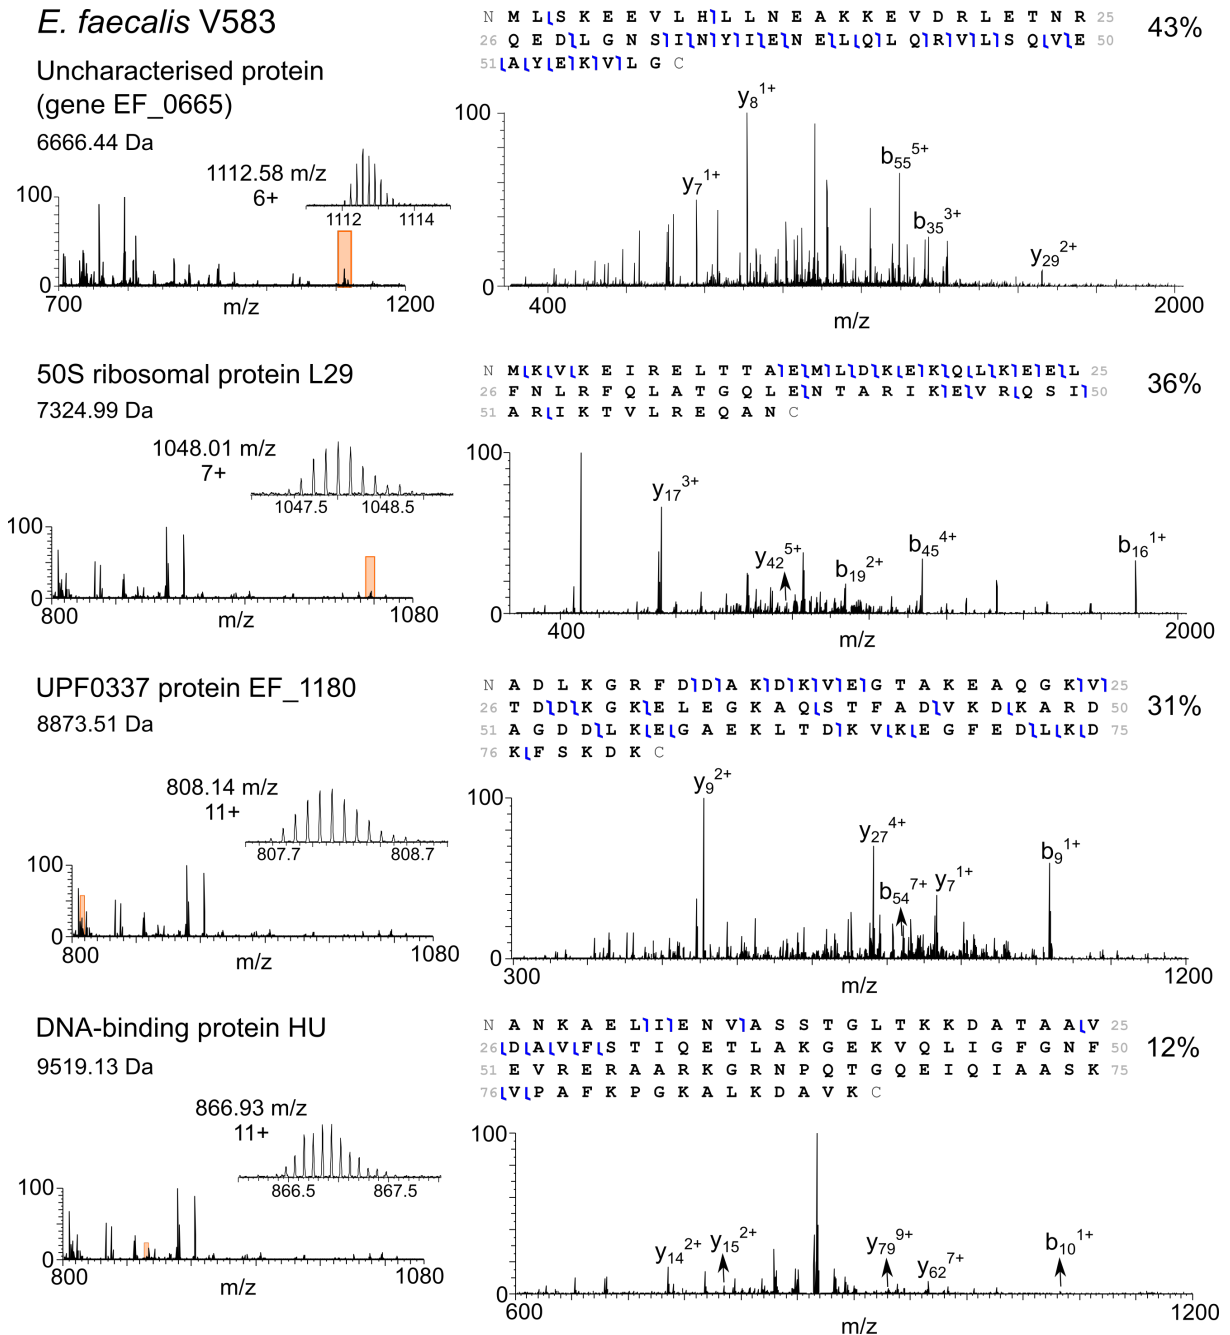 E. faecalis V583
Uncharacterised protein
(gene EF_0665)
6666.44 Da
1112.58 m/z
6+
1112 1114
100
0
700 m/z 1200
N M L S K E E V L H L L N E A K K E V D R L E T N R 25
26 Q E D L G N S I N Y I E N E L L Q L Q R V L S Q V E 50
51 A Y E K V L G C
43%
100
0
y8 1+
y7 1+
b55 5+
b35 3+
y29 2+
400 m/z 2000
50S ribosomal protein L29
7324.99 Da
1048.01 m/z
7+
1047.5 1048.5
100
0
800 m/z 1080
N M K V K E I R E L T T A E M L D K E K Q L K E E L 25
26 F N L R F Q L A T G Q L E N T A R I K E V R Q S I 50
51 A R I K T V L R E Q A N C
36%
100
0
y17 3+
y42 5+
b19 2+
b45 4+
b16 1+
400 m/z 2000
UPF0337 protein EF_1180
8873.51 Da
808.14 m/z
11+
807.7 808.7
100
0
800 m/z 1080
N A D L K G R F D D A K D K V E G T A K E A Q G K V 25
26 T D D K G K E L E G K A Q S T F A D V K D K A R D 50
51 A G D D L K E G A E K L T D K V K E G F E D L K D 75
76 K F S K D K C
31%
100
0
y9 2+
y27 4+
b54 7+
y7 1+
b9 1+
300 m/z 1200
DNA-binding protein HU
9519.13 Da
866.93 m/z
11+
866.5 867.5
100
0
800 m/z 1080
N A N K A E L I E N V A S S T G L T K K D A T A A V 25
26 D A V F S T I Q E T L A K G E K V Q L I G F G N F 50
51 E V R E R A A R K G R N P Q T G Q E I Q I A A S K 75
76 V P A F K P G K A L K D A V K C
12%
100
0
y14 2+
y15 2+
y79 9+
y62 7+
b10 1+
600 m/z 1200